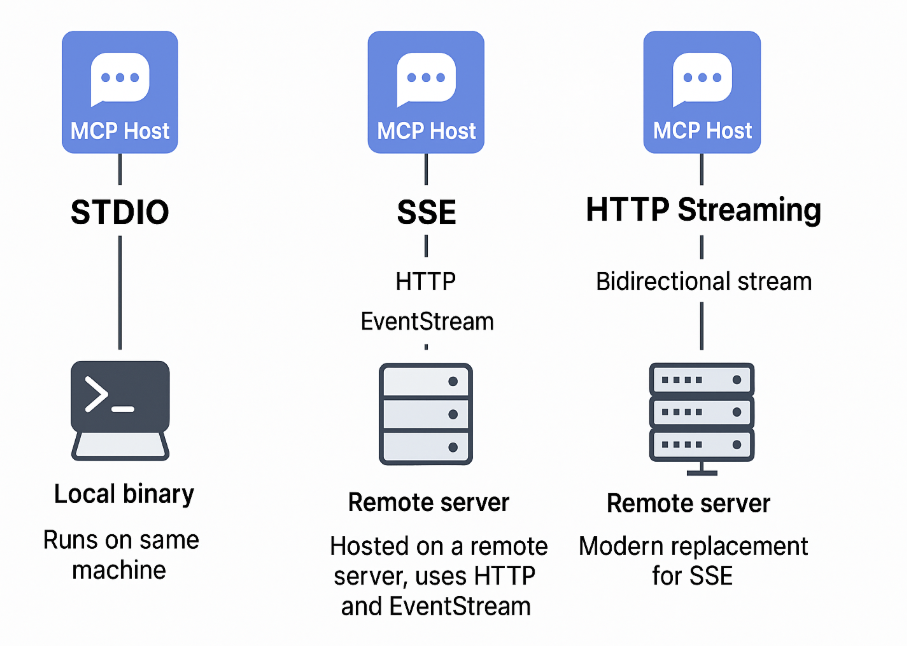 MCP Host
STDIO
Local binary
Runs on same
machine
MCP Host
SSE
HTTP
EventStream
Remote server
Hosted on a remote
server, uses HTTP
and EventStream
MCP Host
HTTP Streaming
Bidirectional stream
Remote server
Modern replacement
for SSE